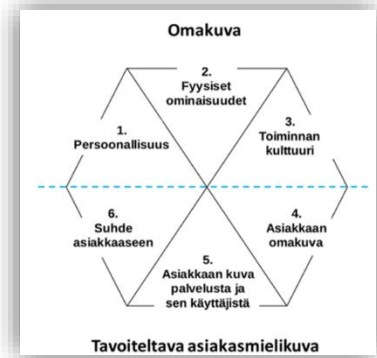 Omakuva
2.
Fyysiset
ominaisuudet
1.
Persoonallisuus
3.
Toiminnan
kulttuuri
6.
Suhde
asiakkaaseen
4.
Asiakkaan
omakuva
5.
Asiakkaan kuva
palvelusta ja
sen käyttäjistä
Tavoiteltava asiakasmielikuva